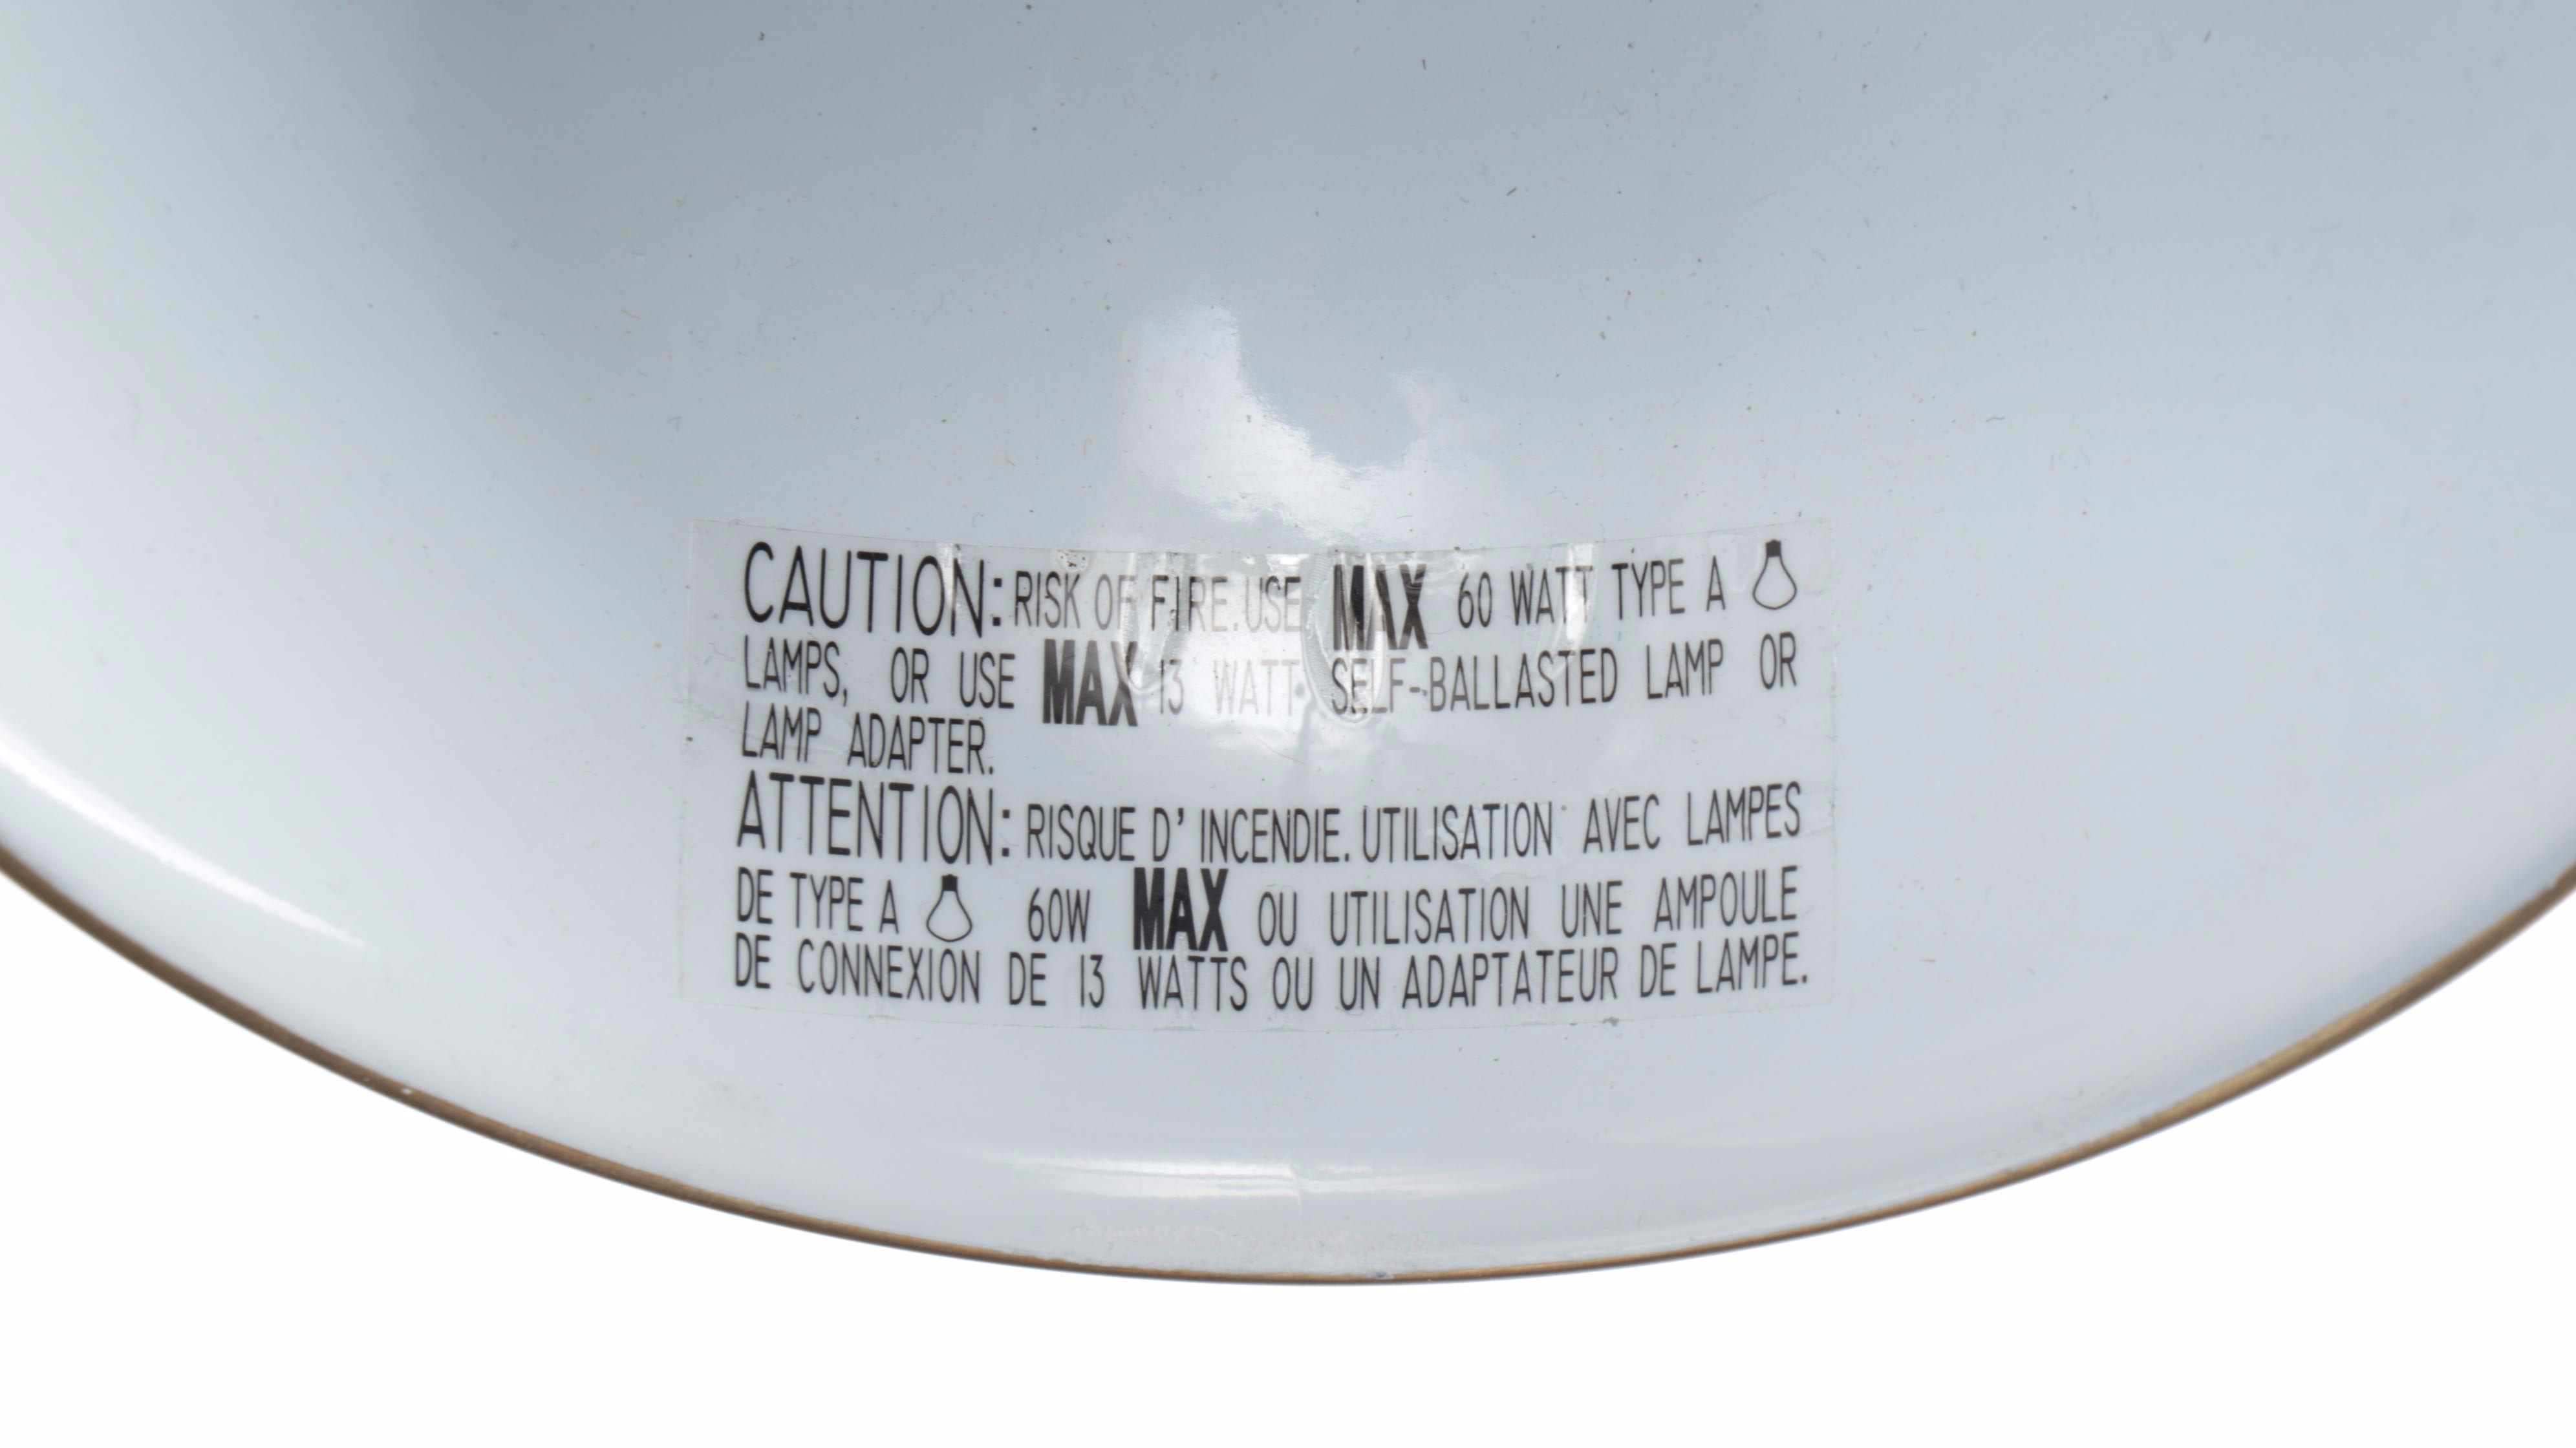 CAUTION: RISK OF FIRE. USE MAX 60 WATT TYPE A
LAMPS, OR USE MAX 13 WATT SELF-BALLASTED LAMP OR
LAMP ADAPTER.
ATTENTION: RISQUE D' INCENDIE. UTILISATION AVEC LAMPES
DE TYPE A 60W MAX OU UTILISATION UNE AMPOULE
DE CONNEXION DE 13 WATTS OU UN ADAPTATEUR DE LAMPE.